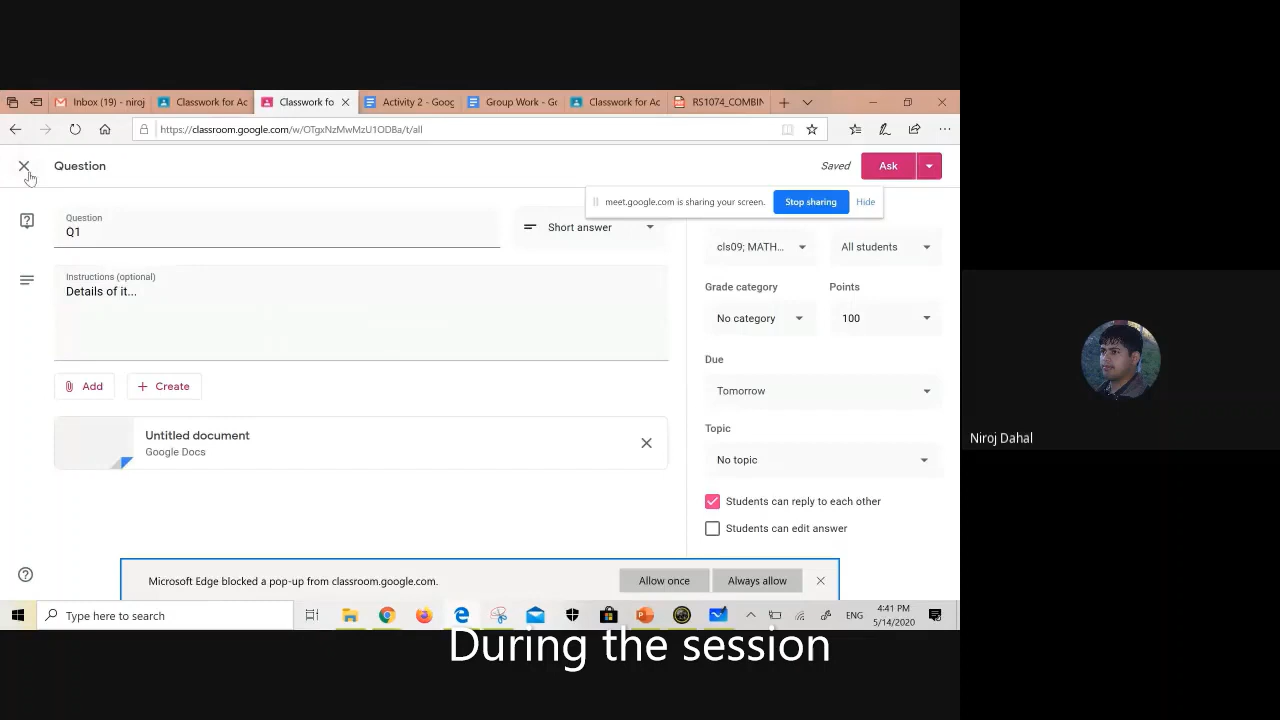 Inbox (19) - niroj
Classwork for Ac
Classwork fo
Activity 2 - Goog
Group Work - Go
Classwork for Ac
RS1074_COMBIN
https://classroom.google.com/w/OTgxNzMwMzU1ODBa/t/all
Question
Saved
Ask
meet.google.com is sharing your screen.
Stop sharing
Hide
Question
Q1
Short answer
cls09; MATH...
All students
Instructions (optional)
Details of it...
Grade category
Points
No category
100
Due
Tomorrow
Add
Create
Topic
No topic
Untitled document
Google Docs
Students can reply to each other
Students can edit answer
Microsoft Edge blocked a pop-up from classroom.google.com.
Allow once
Always allow
Type here to search
ENG
4:41 PM
5/14/2020
Niroj Dahal
During the session